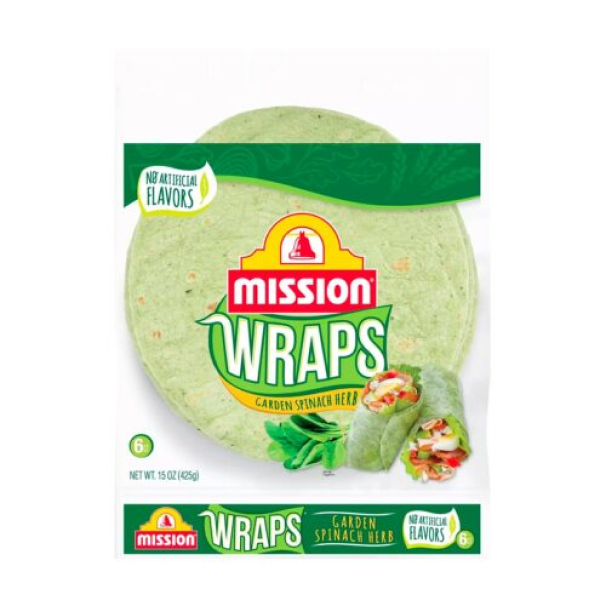 NO ARTIFICIAL
FLAVORS
MISSION
WRAPS
GARDEN SPINACH HERB
6
NET WT. 15 OZ (425g)
MISSION
WRAPS
GARDEN
SPINACH HERB
NO ARTIFICIAL
FLAVORS
6